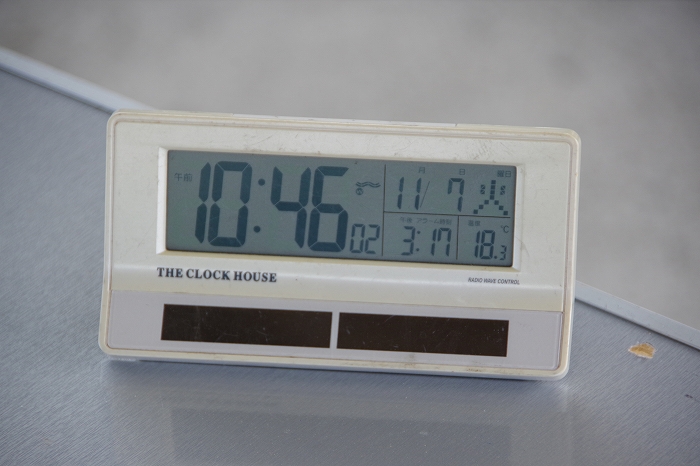 午前 10:46 02
月 日 曜日
11/ 7 火
午後 アラーム時刻 温度 ℃
3:17 18.3
THE CLOCK HOUSE
RADIO WAVE CONTROL